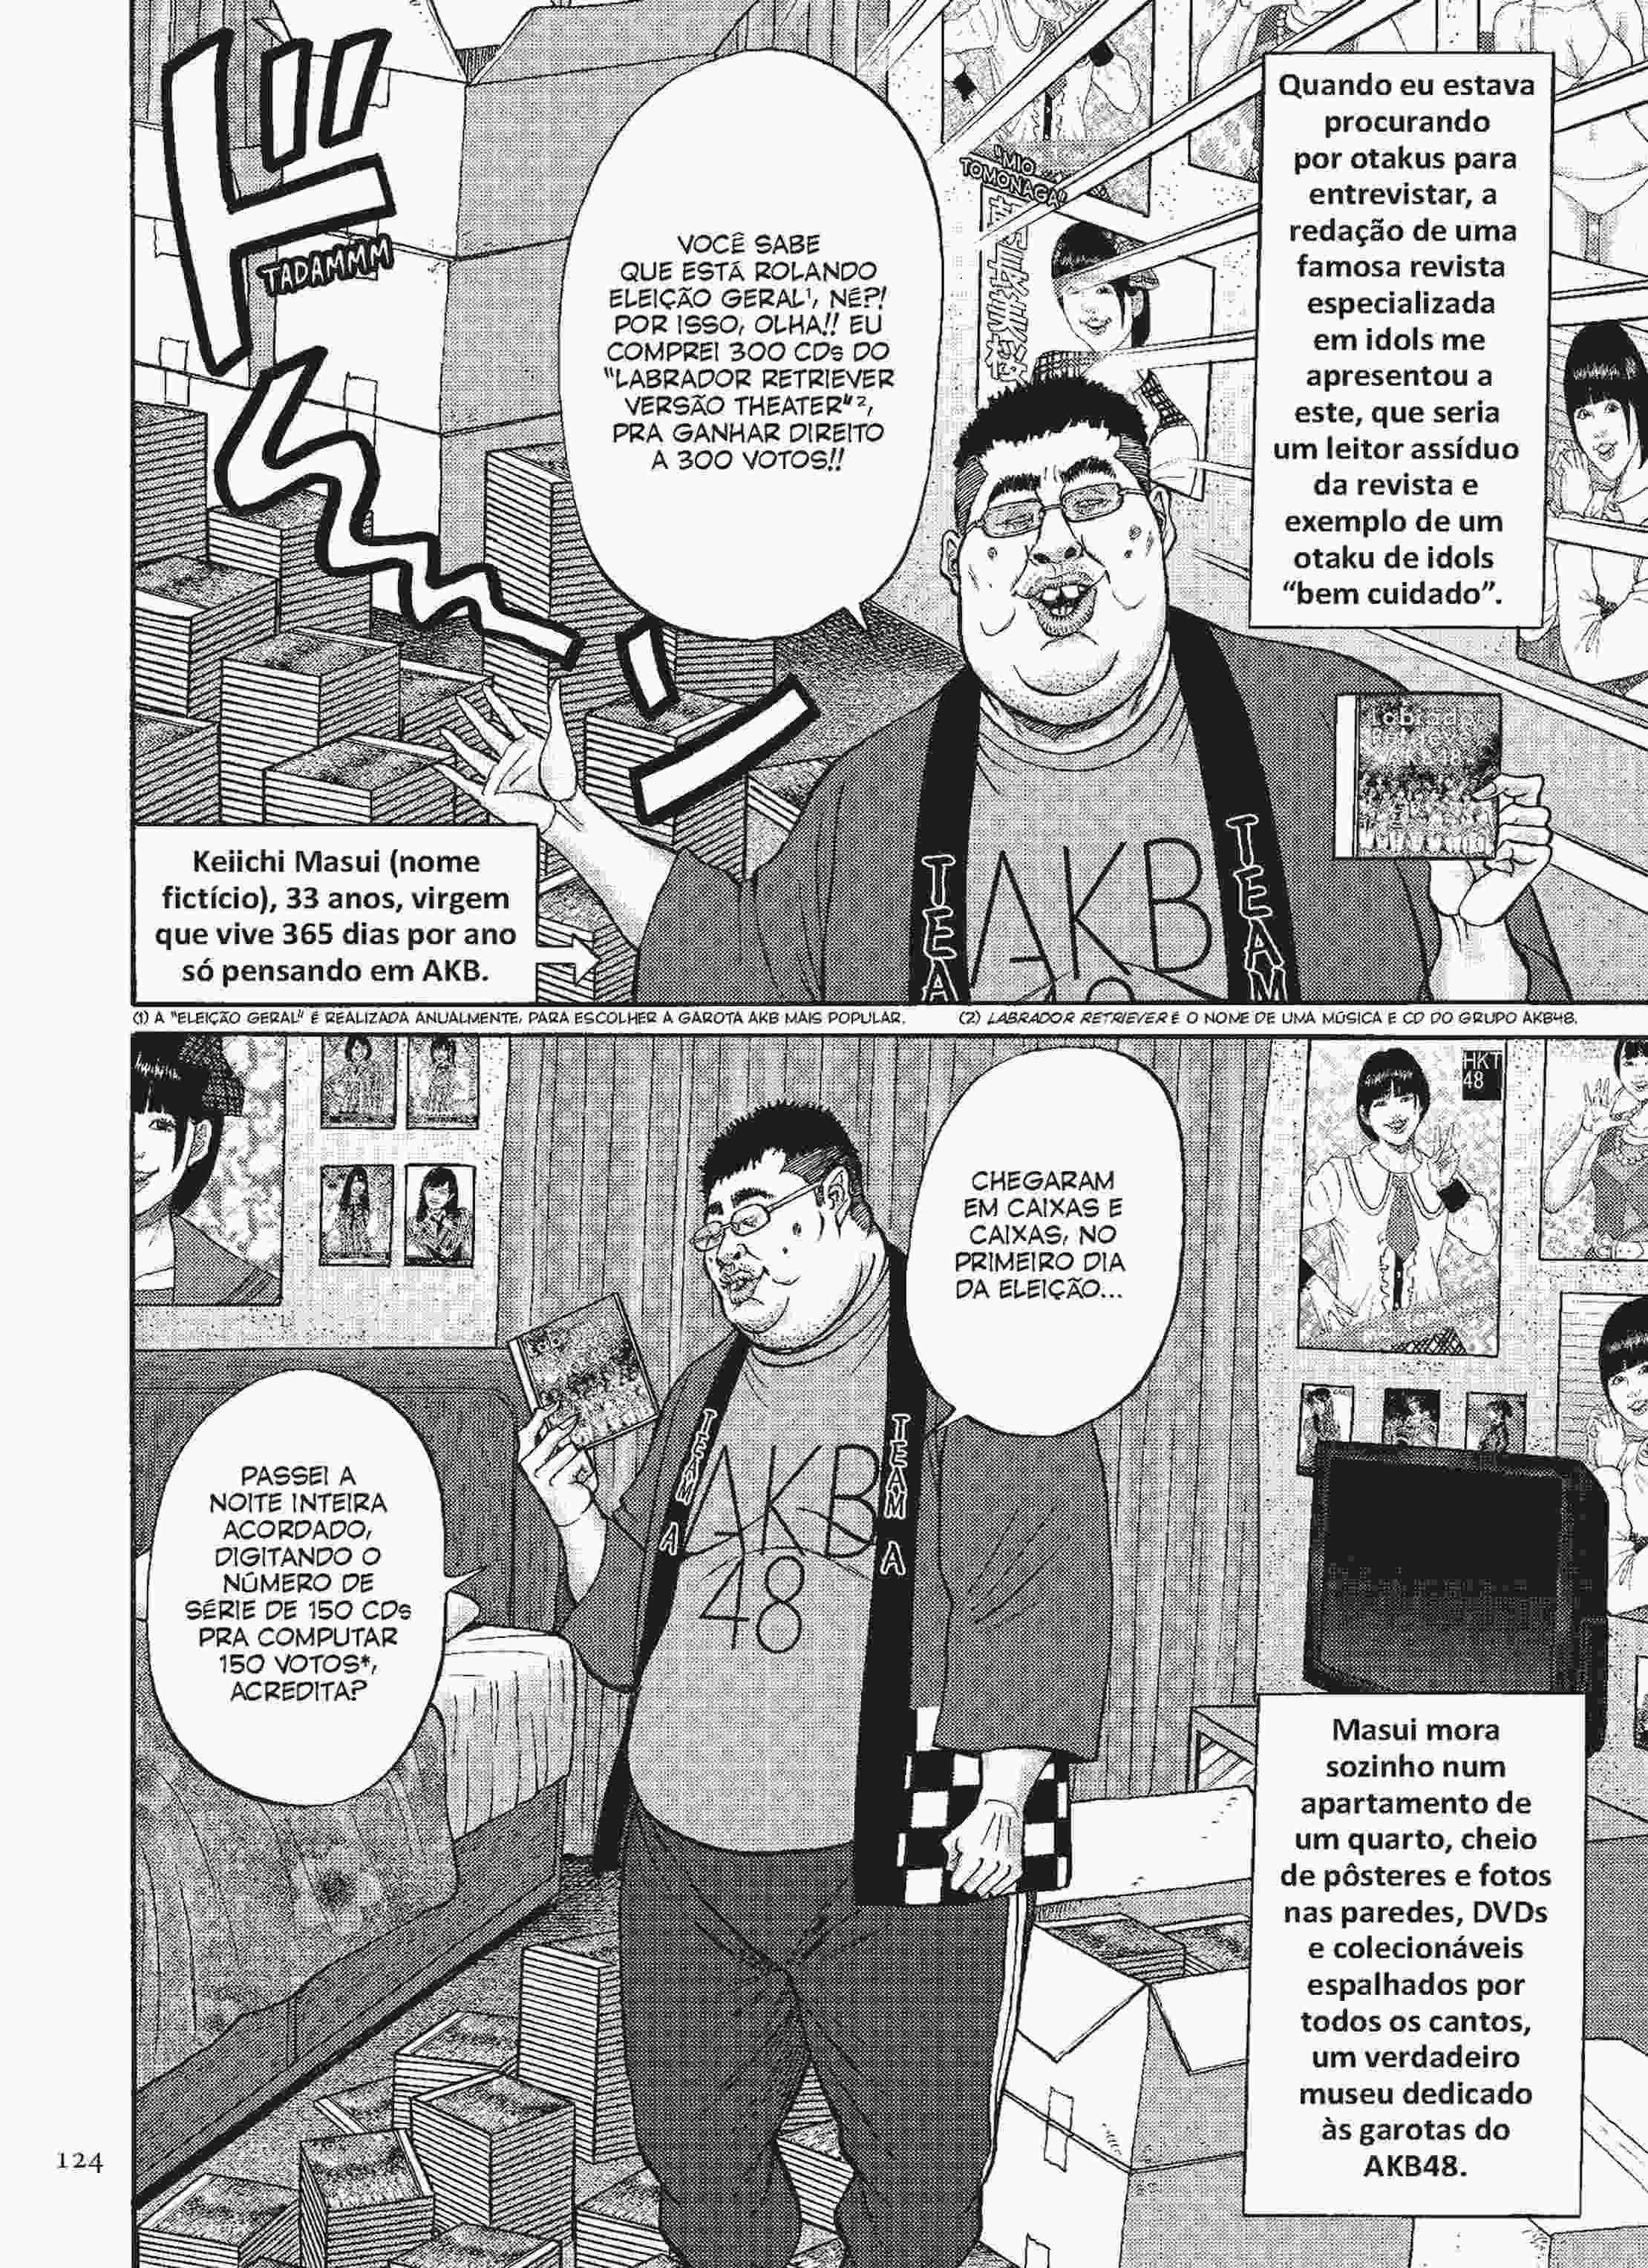 Quando eu estava
procurando
por otakus para
entrevistar, a
redação de uma
famosa revista
especializada
em idols me
apresentou a
este, que seria
um leitor assíduo
da revista e
exemplo de um
otaku de idols
“bem cuidado”.
"MIO
TOMONAGA"
VOCÊ SABE
QUE ESTÁ ROLANDO
ELEIÇÃO GERAL¹, NÉ?!
POR ISSO, OLHA!! EU
COMPREI 300 CDs DO
"LABRADOR RETRIEVER
VERSÃO THEATER"²,
PRA GANHAR DIREITO
A 300 VOTOS!!
ドドーン
TADAMMM
Labrador
Retriever
AKB48
TEA
AKB
48
TEAM
Keiichi Masui (nome
fictício), 33 anos, virgem
que vive 365 dias por ano
só pensando em AKB.
(1) A "ELEIÇÃO GERAL" É REALIZADA ANUALMENTE, PARA ESCOLHER A GAROTA AKB MAIS POPULAR.
(2) LABRADOR RETRIEVER É O NOME DE UMA MÚSICA E CD DO GRUPO AKB48.
HKT
48
CHEGARAM
EM CAIXAS E
CAIXAS, NO
PRIMEIRO DIA
DA ELEIÇÃO...
TEAM A
AKB
48
TEAM A
PASSEI A
NOITE INTEIRA
ACORDADO,
DIGITANDO O
NÚMERO DE
SÉRIE DE 150 CDs
PRA COMPUTAR
150 VOTOS*,
ACREDITA?
Masui mora
sozinho num
apartamento de
um quarto, cheio
de pôsteres e fotos
nas paredes, DVDs
e colecionáveis
espalhados por
todos os cantos,
um verdadeiro
museu dedicado
às garotas do
AKB48.
124